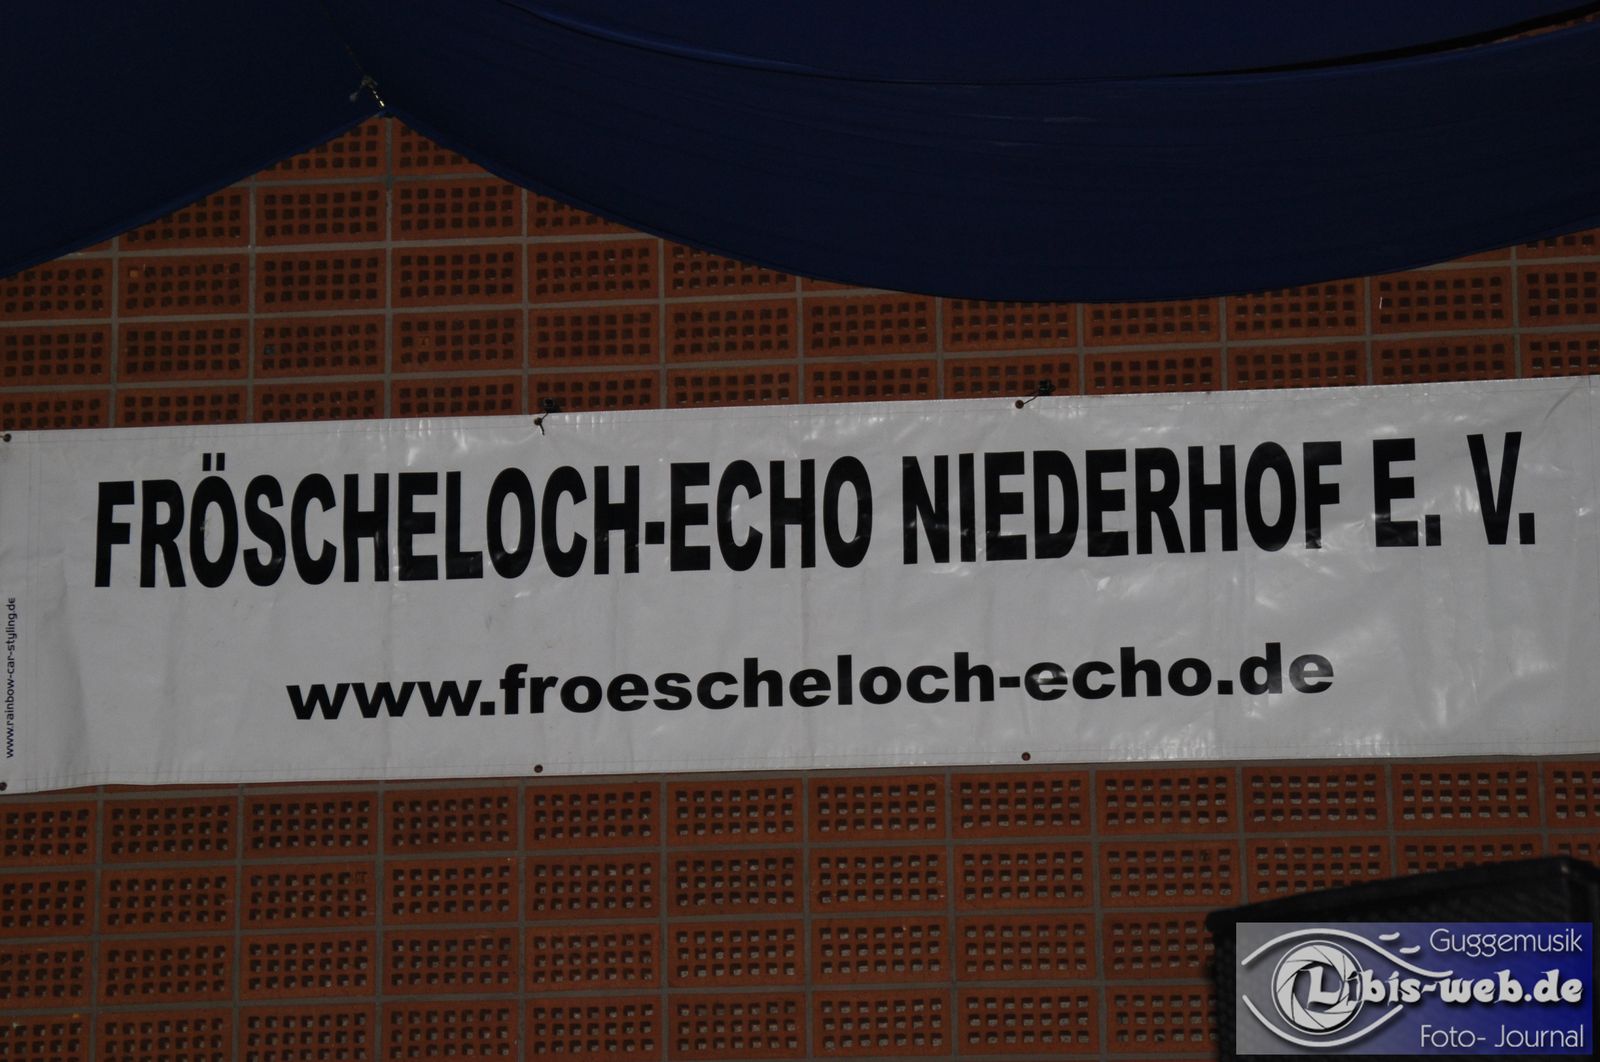 FRÖSCHELOCH-ECHO NIEDERHOF E. V.
www.froescheloch-echo.de
www.rainbow-car-styling.de
Guggemusik
Libis-web.de
Foto- Journal